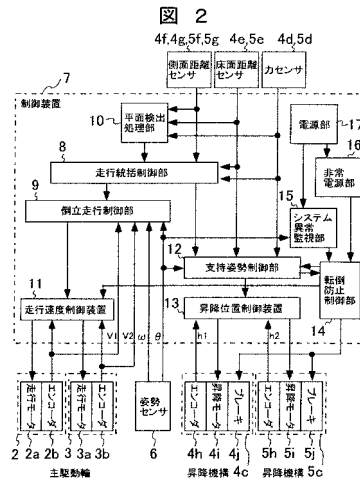 図 2
4f,4g,5f,5g 4e,5e 4d,5d
側面距離センサ
床面距離センサ
力センサ
7
制御装置
10
平面検出処理部
電源部
17
16
非常電源部
8
走行統括制御部
9
倒立走行制御部
15
システム異常監視部
12
支持姿勢制御部
転倒防止制御部
14
11
走行速度制御装置
13
昇降位置制御装置
V1 V2 ω θ
h1 h2
走行モータ
エンコーダ
走行モータ
エンコーダ
姿勢センサ
エンコーダ
昇降モータ
ブレーキ
エンコーダ
昇降モータ
ブレーキ
2 2a 2b 3 3a 3b
6
4h 4i 4j 4c
5h 5i 5j 5c
主駆動輪
昇降機構
昇降機構